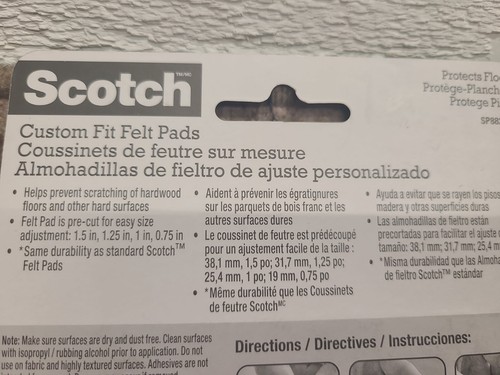 Scotch™/MC
Custom Fit Felt Pads
Coussinets de feutre sur mesure
Almohadillas de fieltro de ajuste personalizado
Protects Flo
Protège-Planch
Protege Pi
• Helps prevent scratching of hardwood
floors and other hard surfaces
• Felt Pad is pre-cut for easy size
adjustment: 1.5 in, 1.25 in, 1 in, 0.75 in
• *Same durability as standard Scotch™
Felt Pads
• Aident à prévenir les égratignures
sur les parquets de bois franc et les
autres surfaces dures
• Le coussinet de feutre est prédécoupé
pour un ajustement facile de la taille :
38,1 mm, 1,5 po; 31,7 mm, 1,25 po;
25,4 mm, 1 po; 19 mm, 0,75 po
• *Même durabilité que les Coussinets
de feutre ScotchMC
• Ayuda a evitar que se rayen los pisos
madera y otras superficies duras
• Las almohadillas de fieltro están
precortadas para facilitar el ajuste
tamaño: 38,1 mm; 31,7 mm; 25,4 m
• *Misma durabilidad que las Almoha
de fieltro Scotch™ estándar
Note: Make sure surfaces are dry and dust free. Clean surfaces
with isopropyl / rubbing alcohol prior to application. Do not
use on fabric and highly textured surfaces. Adhesives are not
Directions / Directives / Instrucciones: